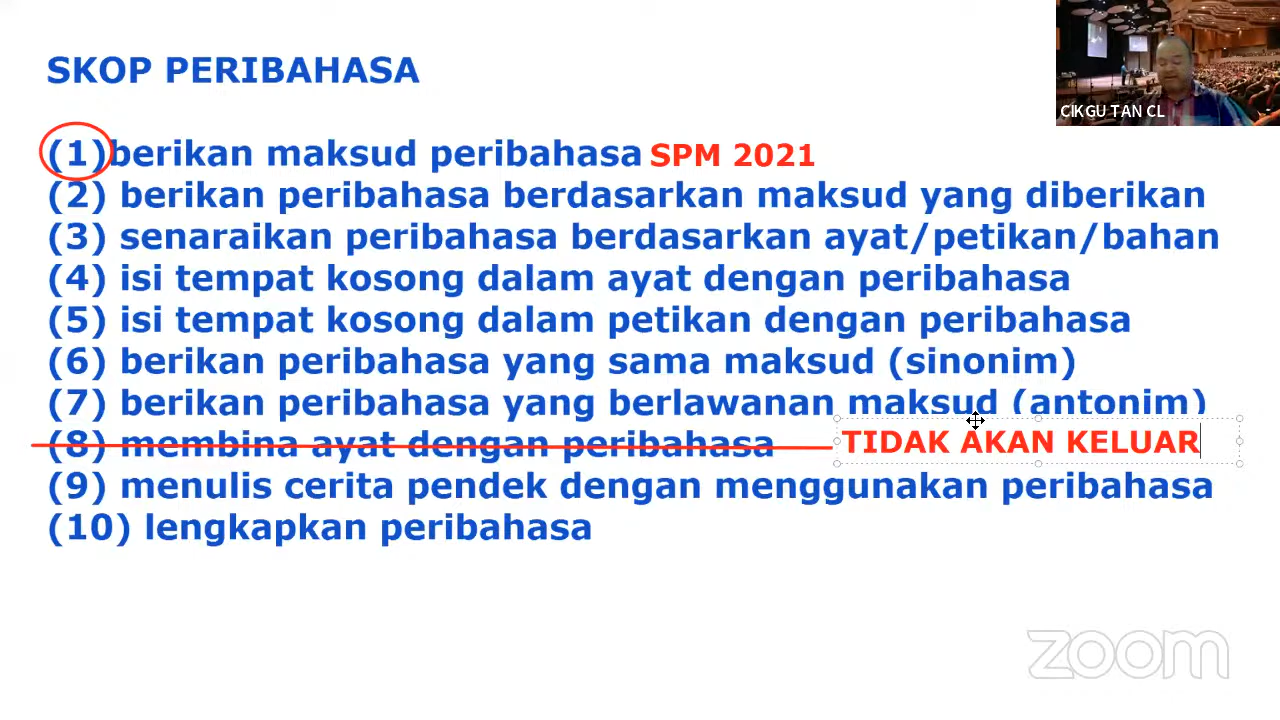 SKOP PERIBAHASA
CIKGU TAN CL
(1) berikan maksud peribahasa SPM 2021
(2) berikan peribahasa berdasarkan maksud yang diberikan
(3) senaraikan peribahasa berdasarkan ayat/petikan/bahan
(4) isi tempat kosong dalam ayat dengan peribahasa
(5) isi tempat kosong dalam petikan dengan peribahasa
(6) berikan peribahasa yang sama maksud (sinonim)
(7) berikan peribahasa yang berlawanan maksud (antonim)
(8) membina ayat dengan peribahasa TIDAK AKAN KELUAR
(9) menulis cerita pendek dengan menggunakan peribahasa
(10) lengkapkan peribahasa
zoom